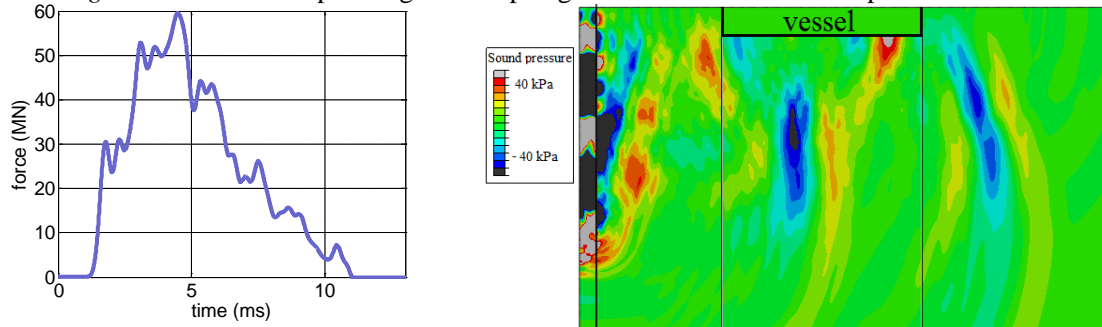 60
50
40
30
20
10
0
force (MN)
0 5 10
time (ms)
Sound pressure
40 kPa
- 40 kPa
vessel